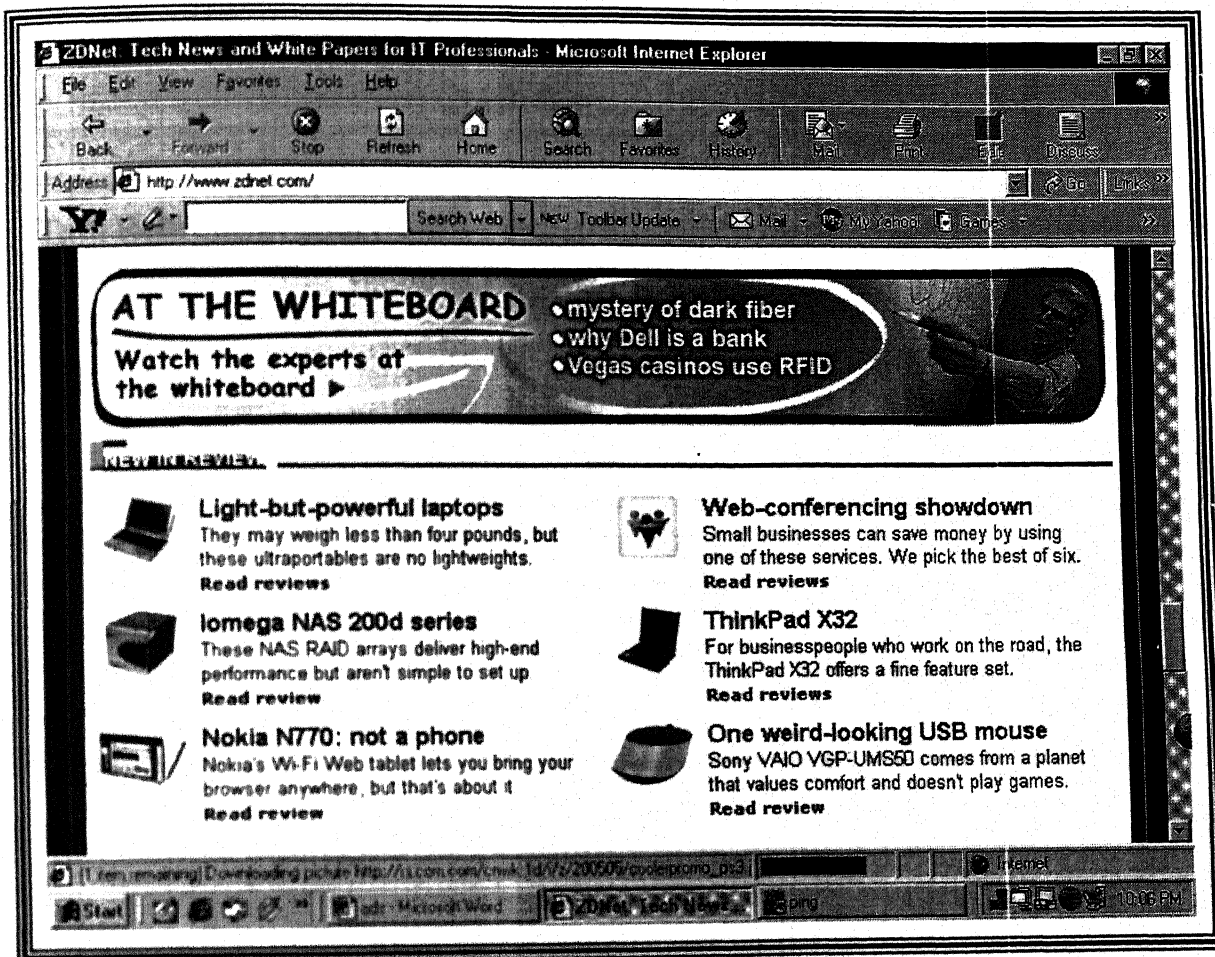 ZDNet: Tech News and White Papers for IT Professionals - Microsoft Internet Explorer
File Edit View Favorites Tools Help
Back Forward Stop Refresh Home Search Favorites History Mail Print Edit Discuss
Address http://www.zdnet.com/ Go Links
Y! Search Web NEW Toolbar Update Mail My Yahoo! Games
AT THE WHITEBOARD
Watch the experts at
the whiteboard
• mystery of dark fiber
• why Dell is a bank
• Vegas casinos use RFiD
NEW IN REVIEW
Light-but-powerful laptops
They may weigh less than four pounds, but
these ultraportables are no lightweights.
Read reviews
Iomega NAS 200d series
These NAS RAID arrays deliver high-end
performance but aren't simple to set up
Read review
Nokia N770: not a phone
Nokia's Wi-Fi Web tablet lets you bring your
browser anywhere, but that's about it
Read review
Web-conferencing showdown
Small businesses can save money by using
one of these services. We pick the best of six.
Read reviews
ThinkPad X32
For businesspeople who work on the road, the
ThinkPad X32 offers a fine feature set.
Read reviews
One weird-looking USB mouse
Sony VAIO VGP-UMS50 comes from a planet
that values comfort and doesn't play games.
Read review
Downloading picture Internet
Start - Microsoft Word ZDNet: Tech News... ping 10:06 PM